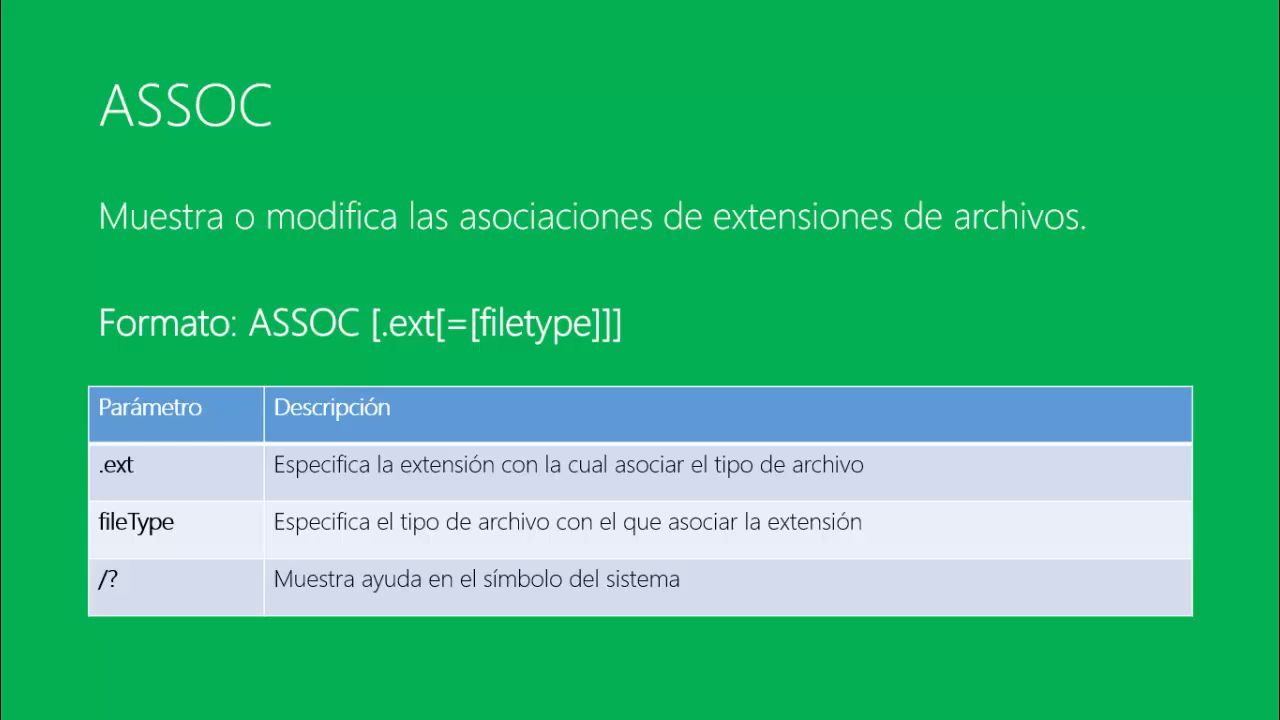 ASSOC
Muestra o modifica las asociaciones de extensiones de archivos.
Formato: ASSOC [.ext[=[filetype]]]
Parámetro Descripción
.ext Especifica la extensión con la cual asociar el tipo de archivo
fileType Especifica el tipo de archivo con el que asociar la extensión
/? Muestra ayuda en el símbolo del sistema